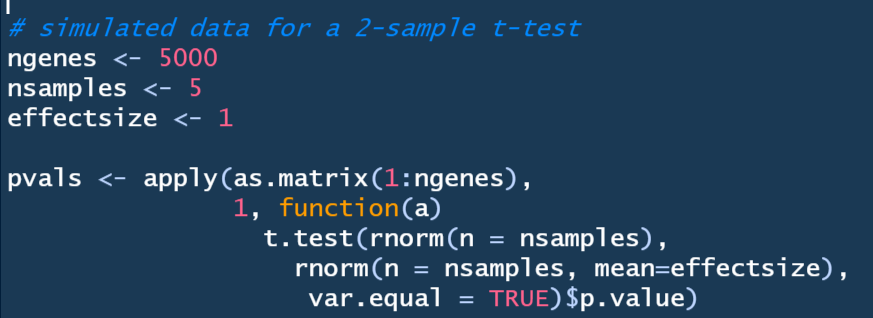 # simulated data for a 2-sample t-test
ngenes <- 5000
nsamples <- 5
effectsize <- 1
pvals <- apply(as.matrix(1:ngenes),
1, function(a)
t.test(rnorm(n = nsamples),
rnorm(n = nsamples, mean=effectsize),
var.equal = TRUE)$p.value)